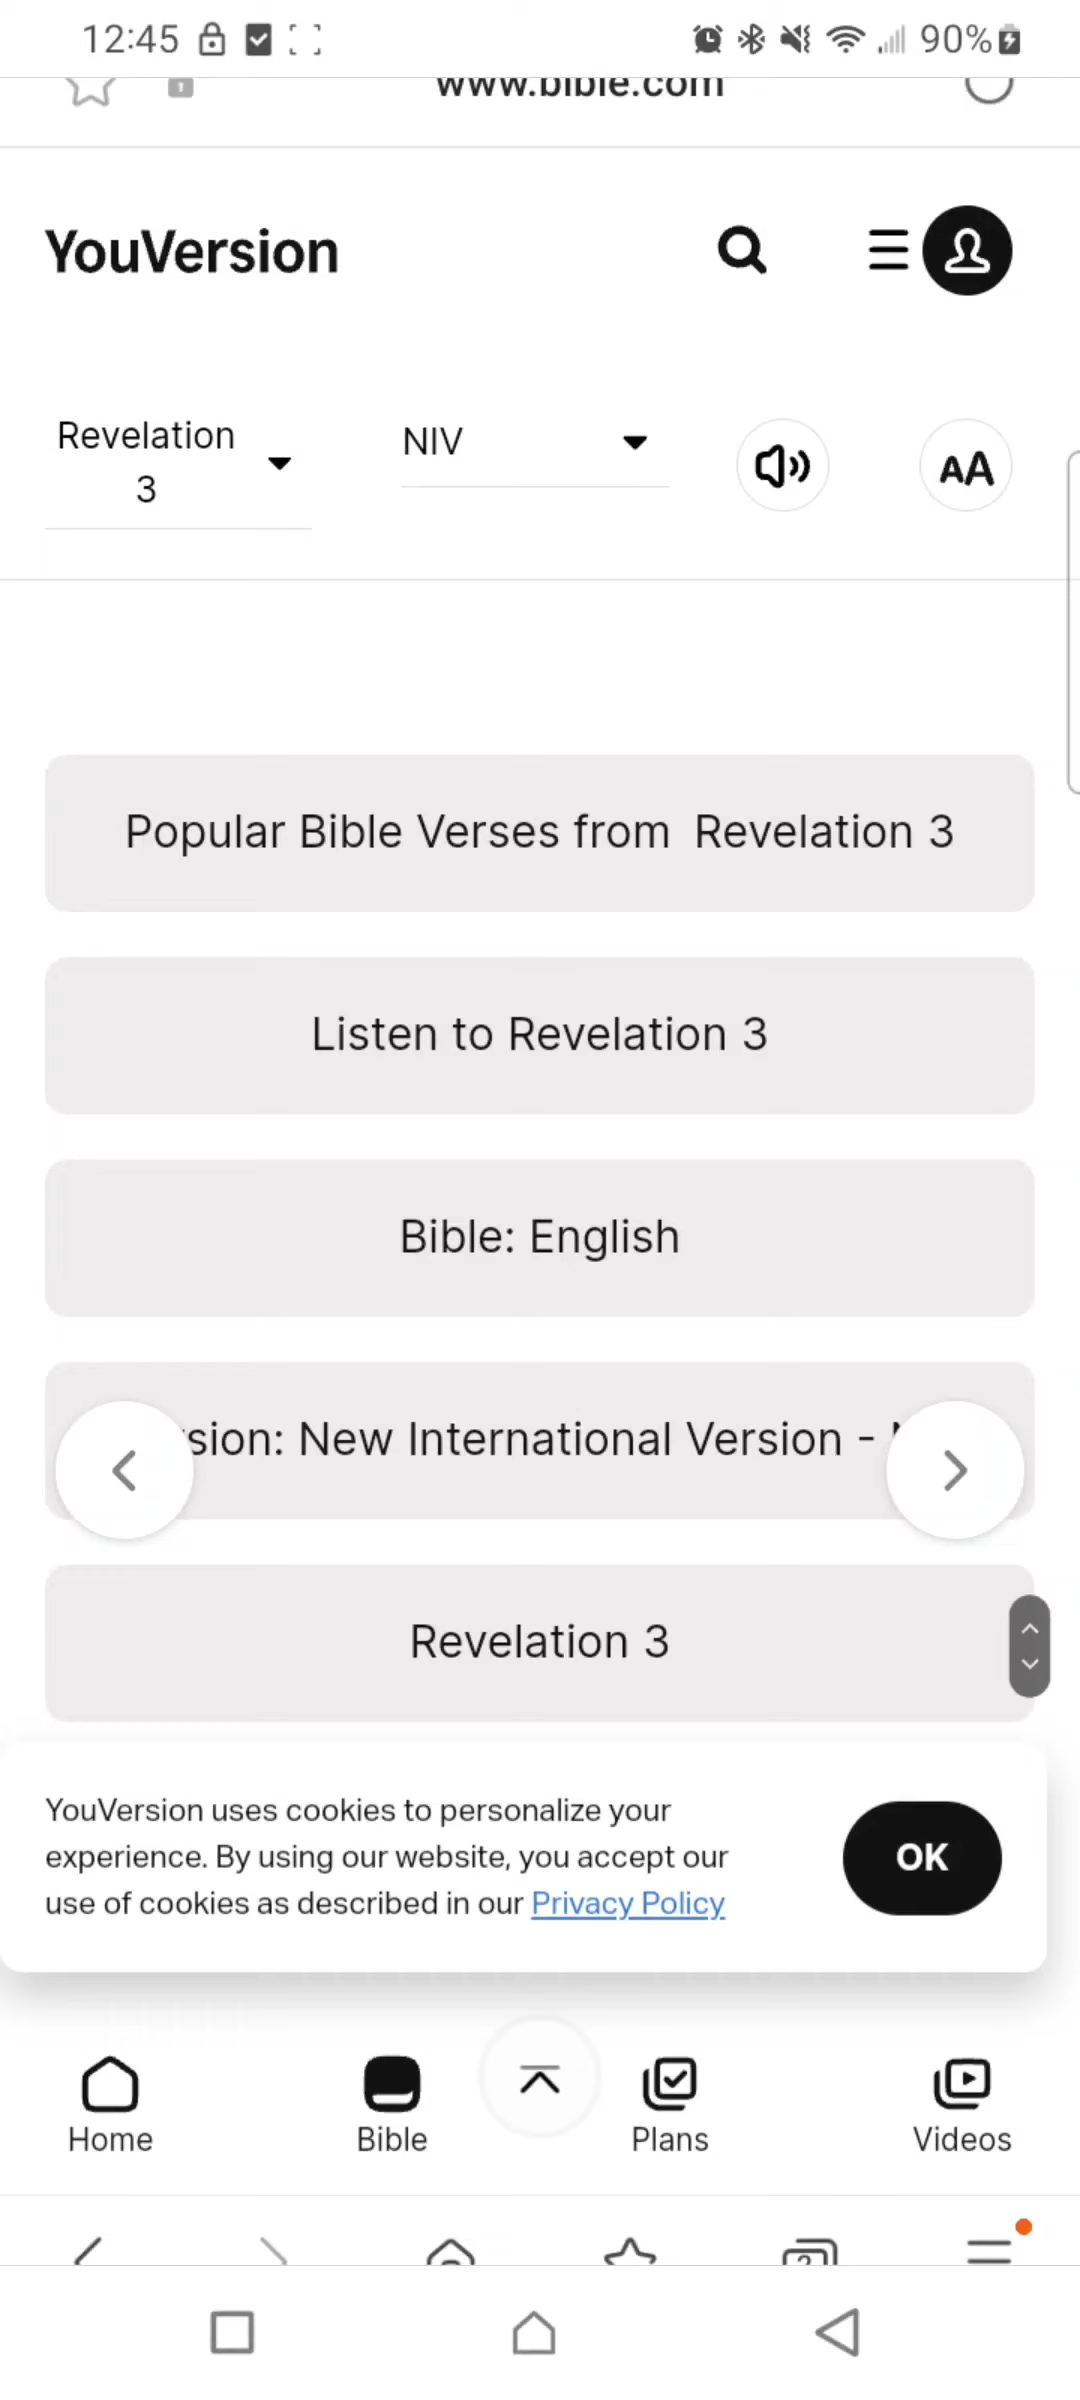 12:45
90%
www.bible.com
YouVersion
Revelation
3
NIV
AA
Popular Bible Verses from Revelation 3
Listen to Revelation 3
Bible: English
sion: New International Version -
Revelation 3
YouVersion uses cookies to personalize your
experience. By using our website, you accept our
use of cookies as described in our Privacy Policy
OK
Home
Bible
Plans
Videos